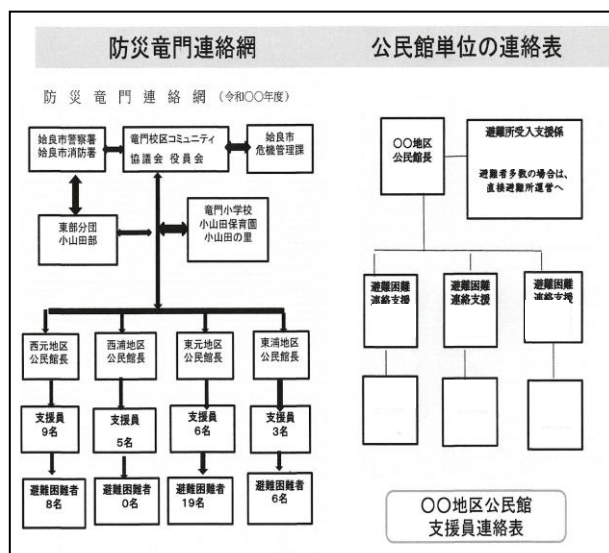 防災竜門連絡網
公民館単位の連絡表
防災竜門連絡網(令和〇〇年度)
姶良市警察署
姶良市消防署
竜門校区コミュニティ
協議会 役員会
姶良市
危機管理課
東部分団
小山田部
竜門小学校
小山田保育園
小山田の里
西元地区
公民館長
西浦地区
公民館長
東元地区
公民館長
東浦地区
公民館長
支援員
9名
支援員
5名
支援員
6名
支援員
3名
避難困難者
8名
避難困難者
0名
避難困難者
19名
避難困難者
6名
〇〇地区
公民館長
避難所受入支援係
避難者多数の場合は、
直接避難所運営へ
避難困難
連絡支援
避難困難
連絡支援
避難困難
連絡支援
〇〇地区公民館
支援員連絡表